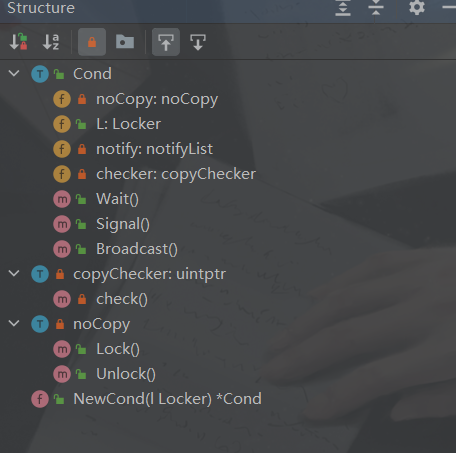 Structure
Cond
noCopy: noCopy
L: Locker
notify: notifyList
checker: copyChecker
Wait()
Signal()
Broadcast()
copyChecker: uintptr
check()
noCopy
Lock()
Unlock()
NewCond(l Locker) *Cond